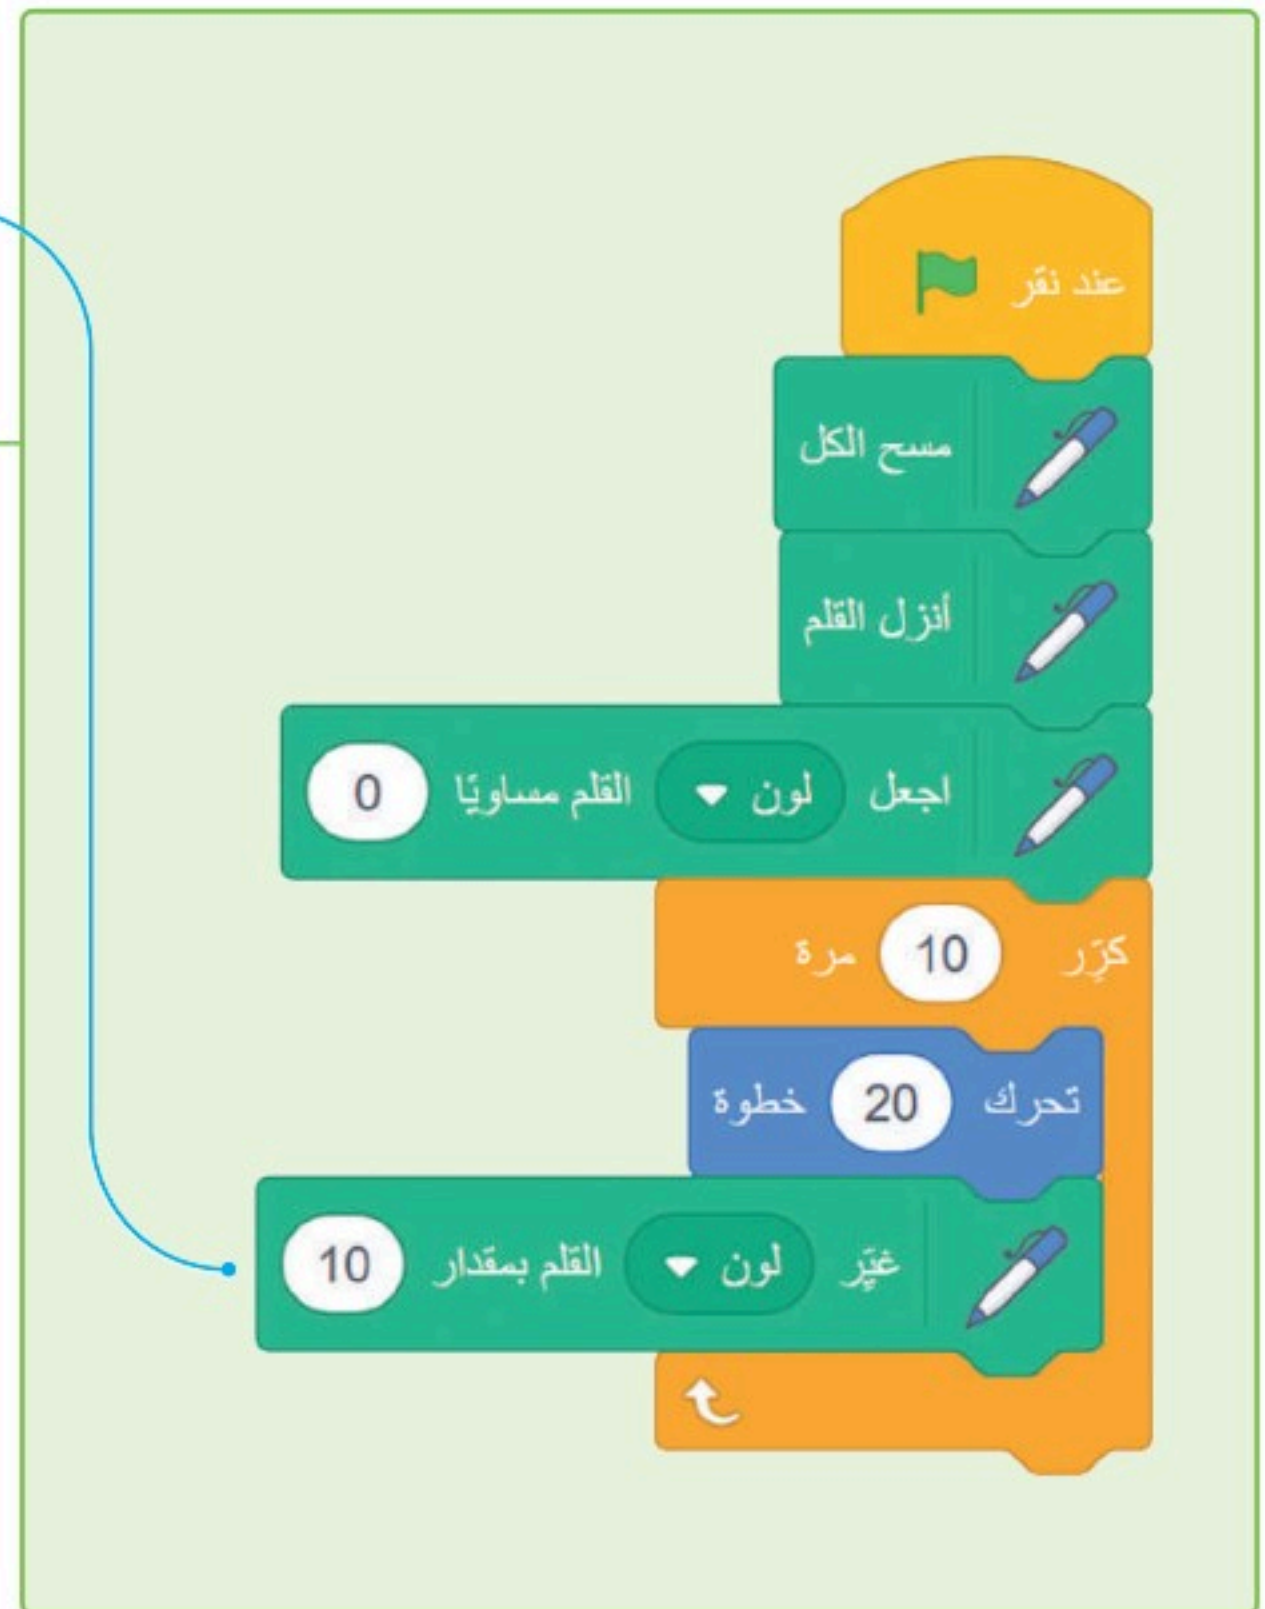 عند نقر
مسح الكل
أنزل القلم
اجعل لون القلم مساويًا 0
كرّر 10 مرة
تحرك 20 خطوة
غيّر لون القلم بمقدار 10